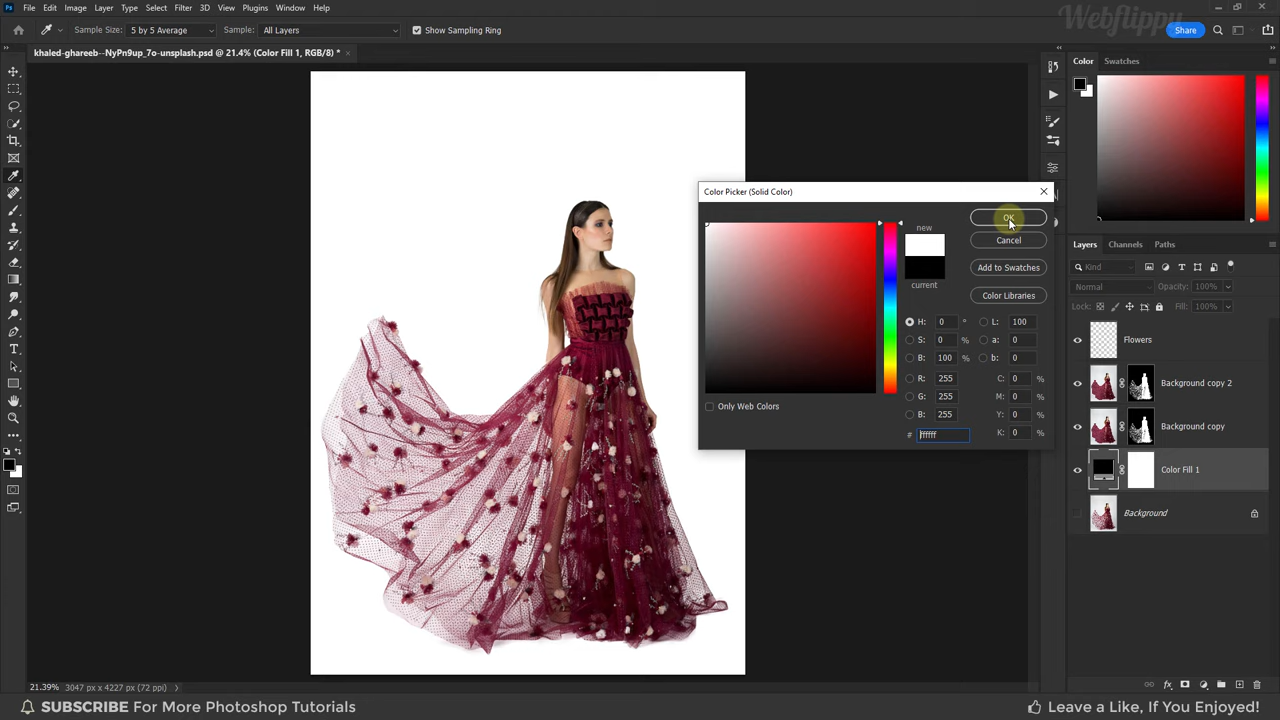 Ps File Edit Image Layer Type Select Filter 3D View Plugins Window Help
Webflippy
Sample Size: 5 by 5 Average Sample: All Layers Show Sampling Ring Share
khaled-ghareeb--NyPn9up_7o-unsplash.psd @ 21.4% (Color Fill 1, RGB/8) *
Color Swatches
Color Picker (Solid Color)
new
current
OK
Cancel
Add to Swatches
Color Libraries
H: 0 ° L: 100
S: 0 % a: 0
B: 100 % b: 0
R: 255 C: 0 %
G: 255 M: 0 %
B: 255 Y: 0 %
# ffffff K: 0 %
Only Web Colors
Layers Channels Paths
Kind
Normal Opacity: 100%
Lock: Fill: 100%
Flowers
Background copy 2
Background copy
Color Fill 1
Background
21.39% 3047 px x 4227 px (72 ppi)
SUBSCRIBE For More Photoshop Tutorials
Leave a Like, If You Enjoyed!